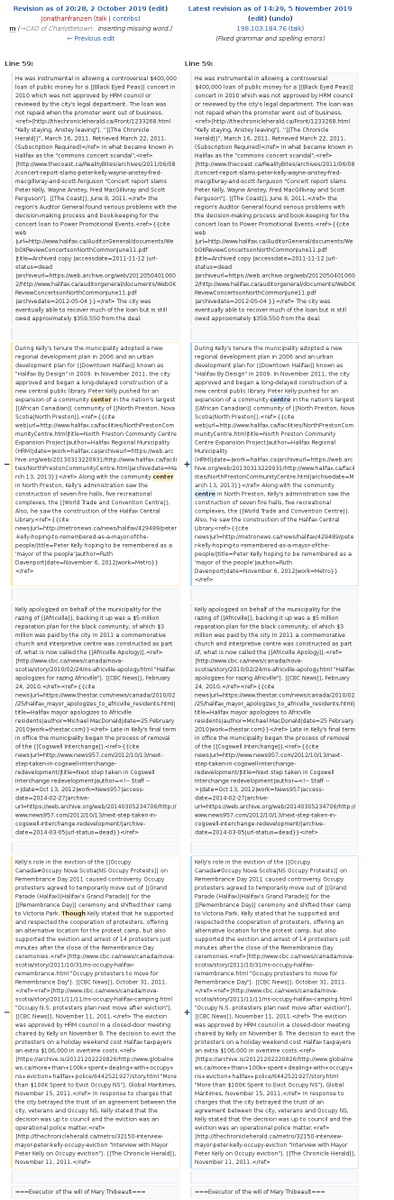 Revision as of 20:28, 2 October 2019 (edit)
Jonathanfranzen (talk | contribs)
m (→CAO of Charlottetown: inserting missing word.)
← Previous edit
Latest revision as of 14:29, 5 November 2019
(edit) (undo)
198.103.184.76 (talk)
(Fixed grammar and spelling errors)
Line 59:
He was instrumental in allowing a controversial $400,000
loan of public money for a [[Black Eyed Peas]] concert in
2010 which was not approved by HRM council or
reviewed by the city's legal department. The loan was
not repaid when the promoter went out of business.
<ref>[http://thechronicleherald.ca/Front/1233268.html
"Kelly staying, Anstey leaving"], ''[[The Chronicle
Herald]]'', March 16, 2011. Retrieved March 22, 2011.
(Subscription Required)</ref> In what became known in
Halifax as the "commons concert scandal".<ref>
[http://www.thecoast.ca/RealityBites/archives/2011/06/08
/concert-report-slams-peter-kelly-wayne-anstey-fred-
macgillivray-and-scott-ferguson "Concert report slams
Peter Kelly, Wayne Anstey, Fred MacGillivray and Scott
Ferguson"], [[The Coast]], June 8, 2011.</ref> the
region's Auditor General found serious problems with the
decision-making process and book-keeping for the
concert loan to Power Promotional Events.<ref>{{cite
web
|url=http://www.halifax.ca/AuditorGeneral/documents/We
bOKReviewConcertsonNorthCommonJune11.pdf
|title=Archived copy |accessdate=2011-11-12 |url-
status=dead
|archiveurl=https://web.archive.org/web/2012050401060
2/http://www.halifax.ca/auditorgeneral/documents/WebOK
ReviewConcertsonNorthCommonJune11.pdf
|archivedate=2012-05-04 }}</ref> The city was
eventually able to recover much of the loan but is still
owed approximately $359,550 from the deal.
−
During Kelly's tenure the municipality adopted a new
regional development plan in 2006 and an urban
development plan for [[Downtown Halifax]] known as
"Halifax By Design" in 2009. In November 2011, the city
approved and began a long-delayed construction of a
new central public library. Peter Kelly pushed for an
expansion of a community center in the nation's largest
[[African Canadian]] community of [[North Preston, Nova
Scotia|North Preston]].<ref>{{cite
web|url=http://www.halifax.ca/facilities/NorthPrestonCom
munityCentre.html|title=North Preston Community Centre
Expansion Project|author=Halifax Regional Municipality
(HRM)|date=|work=halifax.ca|archiveurl=https://web.arc
hive.org/web/20130313220931/http://www.halifax.ca/facili
ties/NorthPrestonCommunityCentre.html|archivedate=Ma
rch 13, 2013}}</ref> Along with the community center
in North Preston, Kelly's administration saw the
construction of seven fire halls, five recreational
complexes, the [[World Trade and Convention Centre]].
Also, he saw the construction of the Halifax Central
Library.<ref>{{cite
news|url=http://metronews.ca/news/halifax/429489/peter
-kelly-hoping-to-remembered-as-a-mayor-of-the-
people/|title=Peter Kelly hoping to be remembered as a
'mayor of the people'|author=Ruth
Davenport|date=November 6, 2012|work=Metro}}
</ref>
Kelly apologized on behalf of the municipality for the
razing of [[Africville]], backing it up was a $5 million
reparation plan for the black community, of which $3
million was paid by the city in 2011 a commemorative
church and interpretive centre was constructed as part
of, what is now called the [[Africville Apology]].<ref>
[http://www.cbc.ca/news/canada/nova-
scotia/2010/02/24/ns-africville-apology.html "Halifax
apologizes for razing Africville"]. [[CBC News]], February
24, 2010.</ref><ref>{{cite
news|url=https://www.thestar.com/news/canada/2010/02
/25/halifax_mayor_apologizes_to_africville_residents.html|
title=Halifax mayor apologizes to Africville
residents|author=Michael MacDonald|date=25 February
2010|work=thestar.com}}</ref> Late in Kelly's final term
in office the municipality began the process of removal of
the [[Cogswell Interchange]].<ref>{{cite
news|url=http://www.news957.com/2012/10/13/next-
step-taken-in-cogswell-interchange-
redevelopment/|title=Next step taken in Cogswell
Interchange redevelopment|author=<!-- Staff --
>|date=Oct 13, 2012|work=News957|access-
date=2014-02-27|archive-
url=https://web.archive.org/web/20140305234706/http://
www.news957.com/2012/10/13/next-step-taken-in-
cogswell-interchange-redevelopment/|archive-
date=2014-03-05|url-status=dead}}</ref>
−
Kelly's role in the eviction of the [[Occupy
Canada#Occupy Nova Scotia|NS Occupy Protests]] on
Remembrance Day 2011 caused controversy. Occupy
protesters agreed to temporarily move out of [[Grand
Parade (Halifax)|Halifax's Grand Parade]] for the
[[Remembrance Day]] ceremony and shifted their camp
to Victoria Park. Though Kelly stated that he supported
and respected the cooperation of protesters, offering
an alternative location for the protest camp, but also
supported the eviction and arrest of 14 protesters just
minutes after the close of the Remembrance Day
ceremonies.<ref>[http://www.cbc.ca/news/canada/nova-
scotia/story/2011/10/31/ns-occupy-halifax-
remembrance.html "Occupy protesters to move for
Remembrance Day"], [[CBC News]], October 31, 2011.
</ref><ref>[http://www.cbc.ca/news/canada/nova-
scotia/story/2011/11/11/ns-occupy-halifax-camping.html
"Occupy N.S. protesters plan next move after eviction"],
[[CBC News]], November 11, 2011.</ref> The eviction
was approved by HRM council in a closed-door meeting
chaired by Kelly on November 8. The decision to evict the
protesters on a holiday weekend cost Halifax taxpayers
an extra $106,000 in overtime costs.<ref>
[https://archive.is/20121202220826/http://www.globalne
ws.ca/more+than+100k+spent+dealing+with+occupy+
ns+eviction+halifax+police/6442521927/story.html
"More than $100K Spent to Evict Occupy NS"], Global Maritimes,
November 15, 2011.</ref> In response to charges that
the city betrayed the trust of an agreement between the
city, veterans and Occupy NS, Kelly stated that the
decision was up to council and the eviction was an
operational police matter.<ref>
[http://thechronicleherald.ca/metro/32150-interview-
mayor-peter-kelly-occupy-eviction "Interview with Mayor
Peter Kelly on Occupy eviction"], [[The Chronicle Herald]],
November 11, 2011.</ref>
====Executor of the will of Mary Thibeault====
Line 59:
He was instrumental in allowing a controversial
$400,000 loan of public money for a [[Black Eyed Peas]]
concert in 2010 which was not approved by HRM council
or reviewed by the city's legal department. The loan was
not repaid when the promoter went out of business.
<ref>[http://thechronicleherald.ca/Front/1233268.html
"Kelly staying, Anstey leaving"], ''[[The Chronicle
Herald]]'', March 16, 2011. Retrieved March 22, 2011.
(Subscription Required)</ref> In what became known in
Halifax as the "commons concert scandal".<ref>
[http://www.thecoast.ca/RealityBites/archives/2011/06/08
/concert-report-slams-peter-kelly-wayne-anstey-fred-
macgillivray-and-scott-ferguson "Concert report slams
Peter Kelly, Wayne Anstey, Fred MacGillivray and Scott
Ferguson"], [[The Coast]], June 8, 2011.</ref> the
region's Auditor General found serious problems with the
decision-making process and book-keeping for the
concert loan to Power Promotional Events.<ref>{{cite
web
|url=http://www.halifax.ca/AuditorGeneral/documents/We
bOKReviewConcertsonNorthCommonJune11.pdf
|title=Archived copy |accessdate=2011-11-12 |url-
status=dead
|archiveurl=https://web.archive.org/web/2012050401060
2/http://www.halifax.ca/auditorgeneral/documents/WebOK
ReviewConcertsonNorthCommonJune11.pdf
|archivedate=2012-05-04 }}</ref> The city was
eventually able to recover much of the loan but is still
owed approximately $359,550 from the deal.
+
During Kelly's tenure the municipality adopted a new
regional development plan in 2006 and an urban
development plan for [[Downtown Halifax]] known as
"Halifax By Design" in 2009. In November 2011, the city
approved and began a long-delayed construction of a
new central public library. Peter Kelly pushed for an
expansion of a community centre in the nation's largest
[[African Canadian]] community of [[North Preston, Nova
Scotia|North Preston]].<ref>{{cite
web|url=http://www.halifax.ca/facilities/NorthPrestonCom
munityCentre.html|title=North Preston Community
Centre Expansion Project|author=Halifax Regional
Municipality
(HRM)|date=|work=halifax.ca|archiveurl=https://web.arc
hive.org/web/20130313220931/http://www.halifax.ca/facil
ities/NorthPrestonCommunityCentre.html|archivedate=M
arch 13, 2013}}</ref> Along with the community
centre in North Preston, Kelly's administration saw the
construction of seven fire halls, five recreational
complexes, the [[World Trade and Convention Centre]].
Also, he saw the construction of the Halifax Central
Library.<ref>{{cite
news|url=http://metronews.ca/news/halifax/429489/pete
r-kelly-hoping-to-remembered-as-a-mayor-of-the-
people/|title=Peter Kelly hoping to be remembered as a
'mayor of the people'|author=Ruth
Davenport|date=November 6, 2012|work=Metro}}
</ref>
Kelly apologized on behalf of the municipality for the
razing of [[Africville]], backing it up was a $5 million
reparation plan for the black community, of which $3
million was paid by the city in 2011 a commemorative
church and interpretive centre was constructed as part
of, what is now called the [[Africville Apology]].<ref>
[http://www.cbc.ca/news/canada/nova-
scotia/2010/02/24/ns-africville-apology.html "Halifax
apologizes for razing Africville"]. [[CBC News]], February
24, 2010.</ref><ref>{{cite
news|url=https://www.thestar.com/news/canada/2010/02
/25/halifax_mayor_apologizes_to_africville_residents.html|
title=Halifax mayor apologizes to Africville
residents|author=Michael MacDonald|date=25 February
2010|work=thestar.com}}</ref> Late in Kelly's final term
in office the municipality began the process of removal of
the [[Cogswell Interchange]].<ref>{{cite
news|url=http://www.news957.com/2012/10/13/next-
step-taken-in-cogswell-interchange-
redevelopment/|title=Next step taken in Cogswell
Interchange redevelopment|author=<!-- Staff --
>|date=Oct 13, 2012|work=News957|access-
date=2014-02-27|archive-
url=https://web.archive.org/web/20140305234706/http://
www.news957.com/2012/10/13/next-step-taken-in-
cogswell-interchange-redevelopment/|archive-
date=2014-03-05|url-status=dead}}</ref>
+
Kelly's role in the eviction of the [[Occupy
Canada#Occupy Nova Scotia|NS Occupy Protests]] on
Remembrance Day 2011 caused controversy. Occupy
protesters agreed to temporarily move out of [[Grand
Parade (Halifax)|Halifax's Grand Parade]] for the
[[Remembrance Day]] ceremony and shifted their camp
to Victoria Park. Kelly stated that he supported and
respected the cooperation of protesters, offering an
alternative location for the protest camp, but also
supported the eviction and arrest of 14 protesters just
minutes after the close of the Remembrance Day
ceremonies.<ref>[http://www.cbc.ca/news/canada/nova-
scotia/story/2011/10/31/ns-occupy-halifax-
remembrance.html "Occupy protesters to move for
Remembrance Day"], [[CBC News]], October 31, 2011.
</ref><ref>[http://www.cbc.ca/news/canada/nova-
scotia/story/2011/11/11/ns-occupy-halifax-camping.html
"Occupy N.S. protesters plan next move after eviction"],
[[CBC News]], November 11, 2011.</ref> The eviction
was approved by HRM council in a closed-door meeting
chaired by Kelly on November 8. The decision to evict the
protesters on a holiday weekend cost Halifax taxpayers
an extra $106,000 in overtime costs.<ref>
[https://archive.is/20121202220826/http://www.globalne
ws.ca/more+than+100k+spent+dealing+with+occupy+
ns+eviction+halifax+police/6442521927/story.html
"More than $100K Spent to Evict Occupy NS"], Global Maritimes,
November 15, 2011.</ref> In response to
charges that the city betrayed the trust of an agreement
between the city, veterans and Occupy NS, Kelly stated
that the decision was up to council and the eviction was
an operational police matter.<ref>
[http://thechronicleherald.ca/metro/32150-interview-
mayor-peter-kelly-occupy-eviction "Interview with Mayor
Peter Kelly on Occupy eviction"], [[The Chronicle Herald]],
November 11, 2011.</ref>
====Executor of the will of Mary Thibeault====